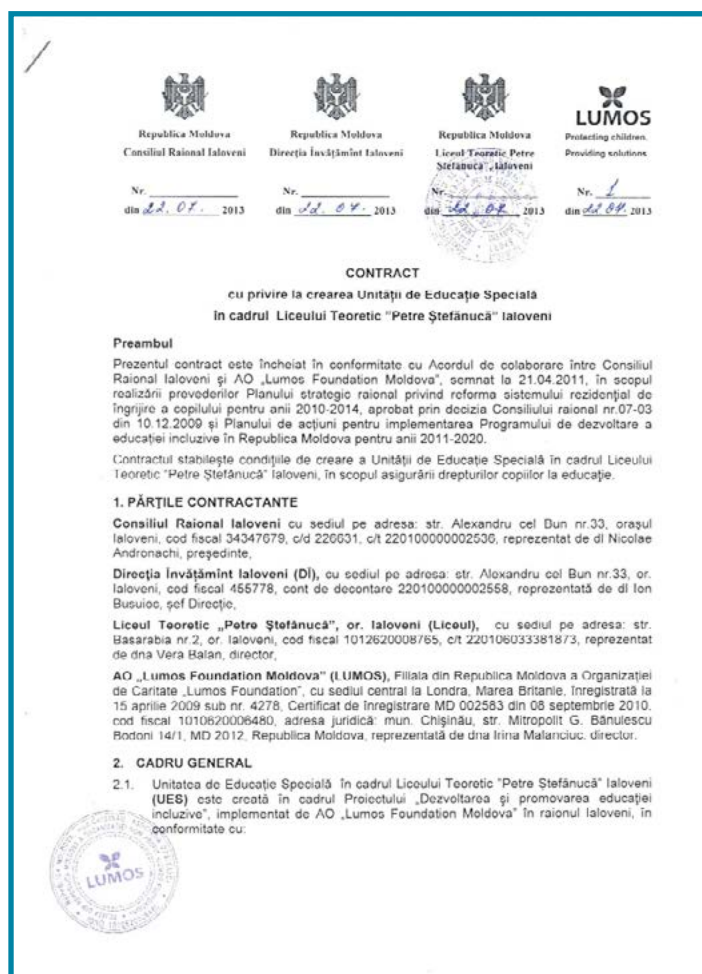 Republica Moldova
Consiliul Raional Ialoveni
Nr.
din 22. 07. 2013
Republica Moldova
Direcția Învățămînt Ialoveni
Nr.
din 22. 07. 2013
Republica Moldova
Liceul Teoretic Petre
Ștefănucă", Ialoveni
Nr.
din 22 07 2013
LUMOS
Protecting children.
Providing solutions
Nr. 1
din 22 07. 2013
CONTRACT
cu privire la crearea Unității de Educație Specială
în cadrul Liceului Teoretic "Petre Ștefănucă" Ialoveni
Preambul
Prezentul contract este încheiat în conformitate cu Acordul de colaborare între Consiliul
Raional Ialoveni și AO „Lumos Foundation Moldova", semnat la 21.04.2011, în scopul
realizării prevederilor Planului strategic raional privind reforma sistemului rezidențial de
îngrijire a copilului pentru anii 2010-2014, aprobat prin decizia Consiliului raional nr.07-03
din 10.12.2009 și Planului de acțiuni pentru implementarea Programului de dezvoltare a
educației incluzive în Republica Moldova pentru anii 2011-2020.
Contractul stabilește condițiile de creare a Unității de Educație Specială în cadrul Liceului
Teoretic "Petre Ștefănucă" Ialoveni, în scopul asigurării drepturilor copiilor la educație.
1. PĂRȚILE CONTRACTANTE
Consiliul Raional Ialoveni cu sediul pe adresa: str. Alexandru cel Bun nr.33, orașul
Ialoveni, cod fiscal 34347679, c/d 226631, c/t 220100000002536, reprezentat de dl Nicolae
Andronachi, președinte,
Direcția Învățămînt Ialoveni (DÎ), cu sediul pe adresa: str. Alexandru cel Bun nr.33, or.
Ialoveni, cod fiscal 455778, cont de decontare 220100000002558, reprezentată de dl Ion
Busuioc, șef Direcție,
Liceul Teoretic „Petre Ștefănucă", or. Ialoveni (Liceul), cu sediul pe adresa: str.
Basarabia nr.2, or. Ialoveni, cod fiscal 1012620008765, c/t 220106033381873, reprezentat
de dna Vera Balan, director,
AO „Lumos Foundation Moldova" (LUMOS), Filiala din Republica Moldova a Organizației
de Caritate „Lumos Foundation", cu sediul central la Londra, Marea Britanie, înregistrată la
15 aprilie 2009 sub nr. 4278, Certificat de înregistrare MD 002583 din 08 septembrie 2010,
cod fiscal 1010620006480, adresa juridică: mun. Chișinău, str. Mitropolit G. Bănulescu
Bodoni 14/1, MD 2012, Republica Moldova, reprezentată de dna Irina Malanciuc, director.
2. CADRU GENERAL
2.1. Unitatea de Educație Specială în cadrul Liceului Teoretic "Petre Ștefănucă" Ialoveni
(UES) este creată în cadrul Proiectului „Dezvoltarea și promovarea educației
incluzive", implementat de AO „Lumos Foundation Moldova" în raionul Ialoveni, în
conformitate cu:
LUMOS